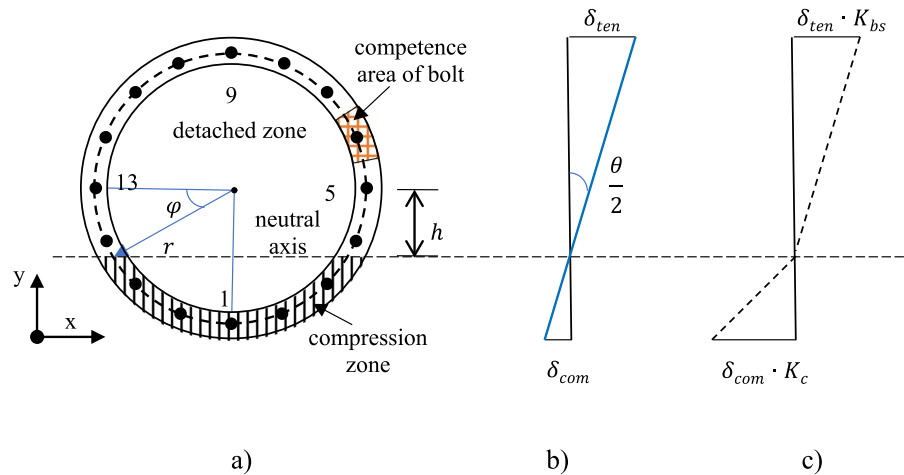 competence
area of bolt
9
detached zone
13
5
φ
r
neutral
axis
h
1
y
x
compression
zone
a)
δ_ten
θ/2
δ_com
b)
δ_ten · K_bs
δ_com · K_c
c)